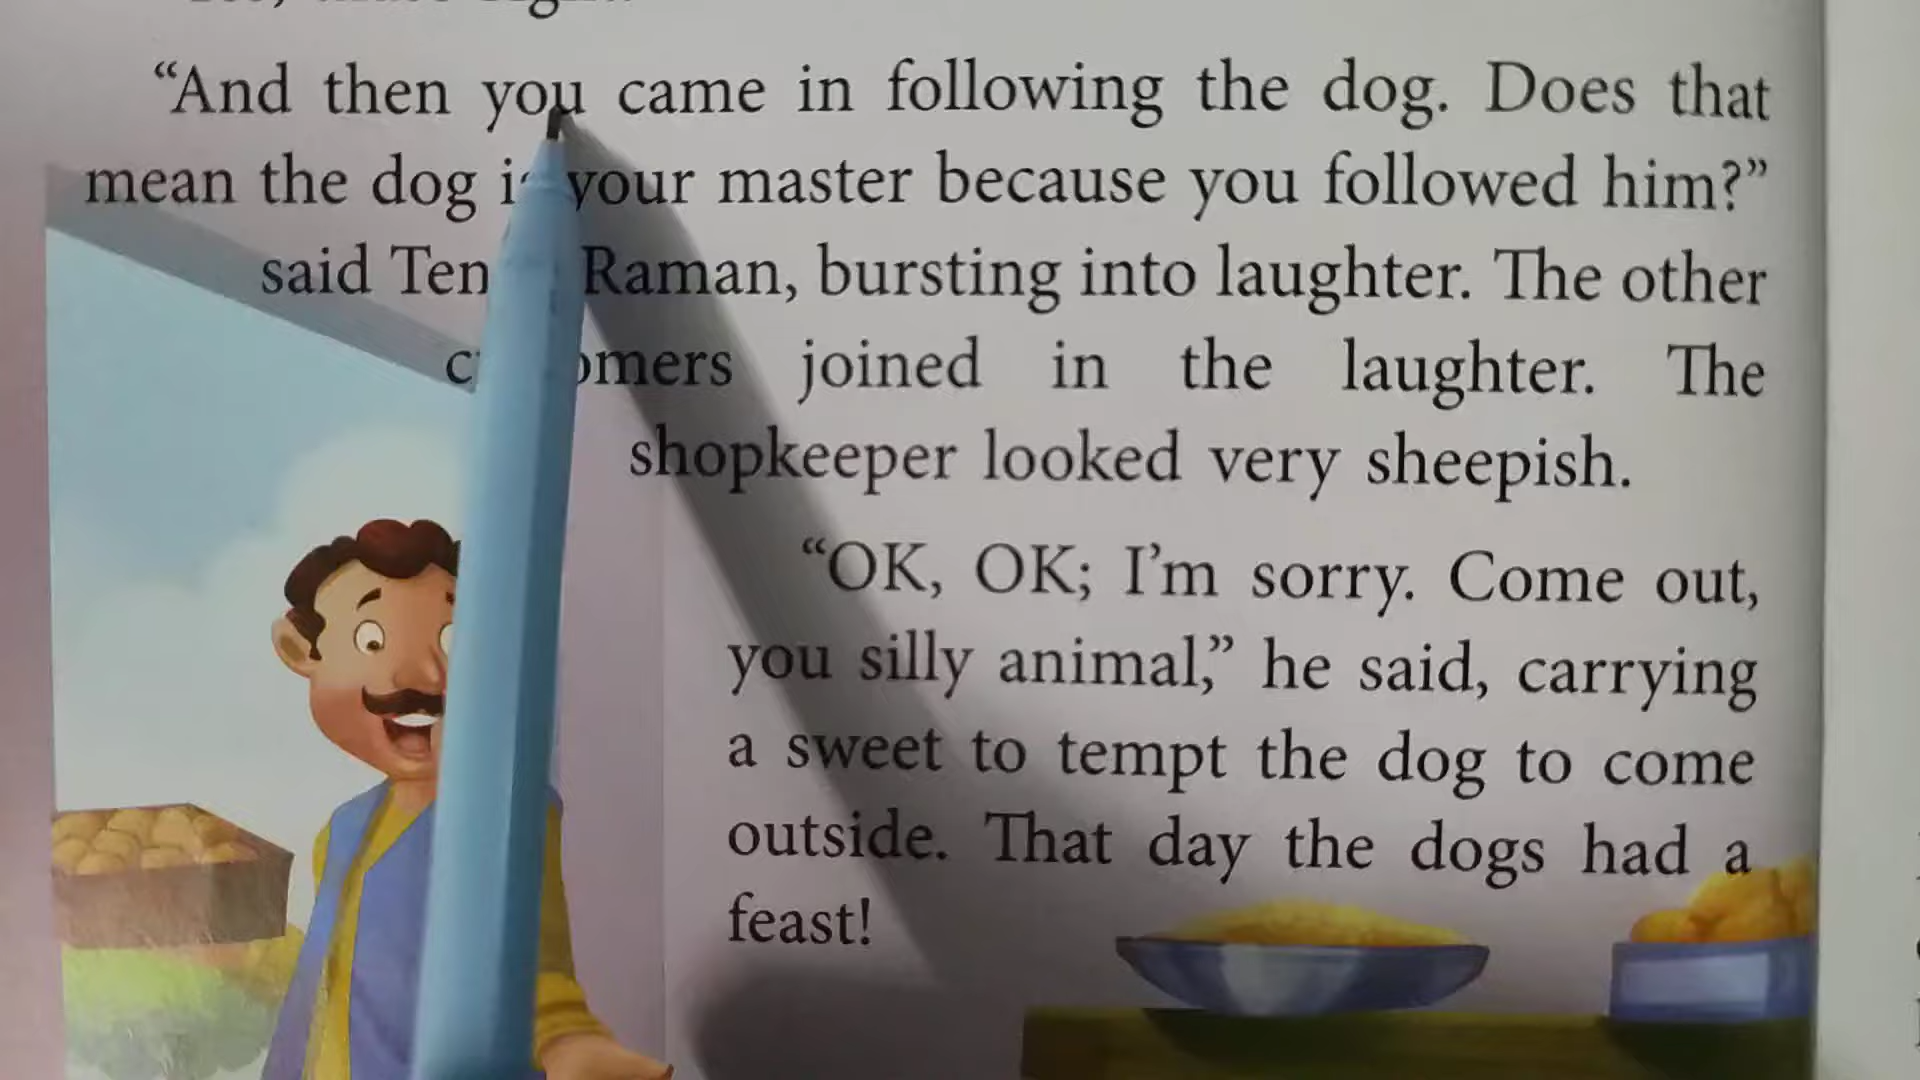 “And then you came in following the dog. Does that
mean the dog is your master because you followed him?”
said Raman, bursting into laughter. The other
joined in the laughter. The
shopkeeper looked very sheepish.
“OK, OK; I’m sorry. Come out,
you silly animal,” he said, carrying
a sweet to tempt the dog to come
outside. That day the dogs had a
feast!